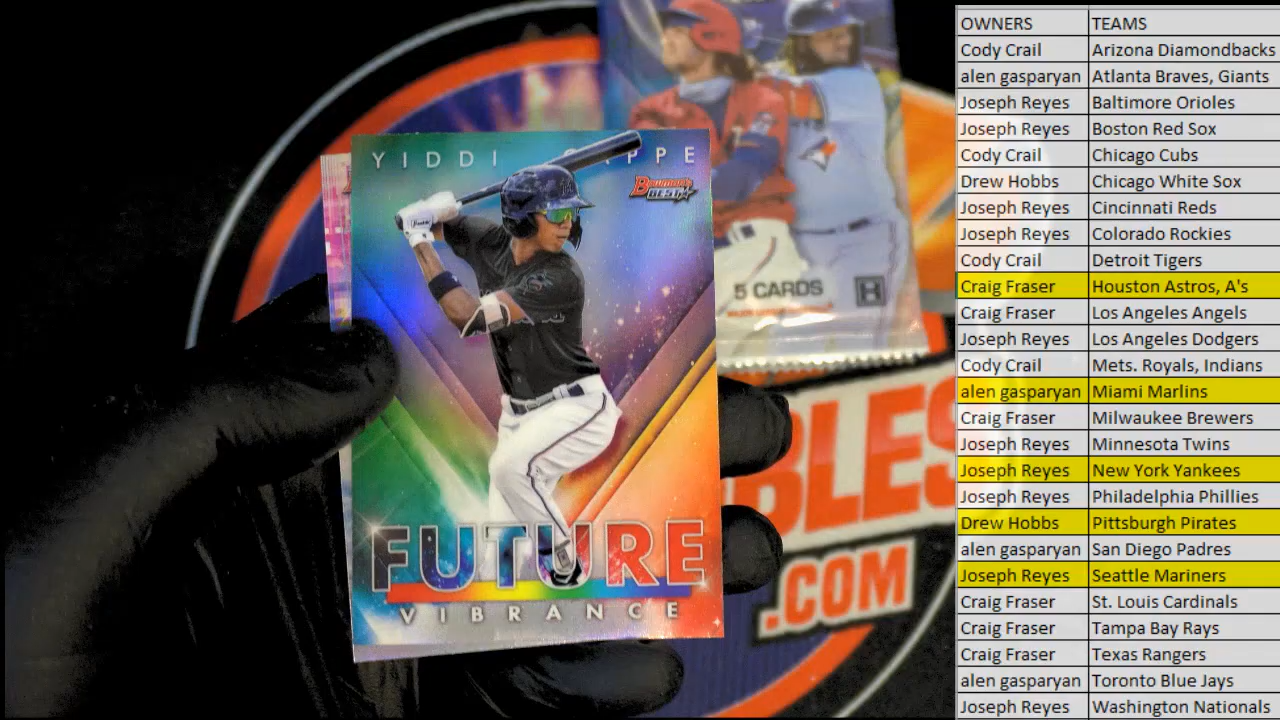 YIDDI CAPPE
BOWMAN'S
BEST
FUTURE
VIBRANCE
5 CARDS
H
BLES
.COM
OWNERS TEAMS
Cody Crail Arizona Diamondbacks
alen gasparyan Atlanta Braves, Giants
Joseph Reyes Baltimore Orioles
Joseph Reyes Boston Red Sox
Cody Crail Chicago Cubs
Drew Hobbs Chicago White Sox
Joseph Reyes Cincinnati Reds
Joseph Reyes Colorado Rockies
Cody Crail Detroit Tigers
Craig Fraser Houston Astros, A's
Craig Fraser Los Angeles Angels
Joseph Reyes Los Angeles Dodgers
Cody Crail Mets. Royals, Indians
alen gasparyan Miami Marlins
Craig Fraser Milwaukee Brewers
Joseph Reyes Minnesota Twins
Joseph Reyes New York Yankees
Joseph Reyes Philadelphia Phillies
Drew Hobbs Pittsburgh Pirates
alen gasparyan San Diego Padres
Joseph Reyes Seattle Mariners
Craig Fraser St. Louis Cardinals
Craig Fraser Tampa Bay Rays
Craig Fraser Texas Rangers
alen gasparyan Toronto Blue Jays
Joseph Reyes Washington Nationals